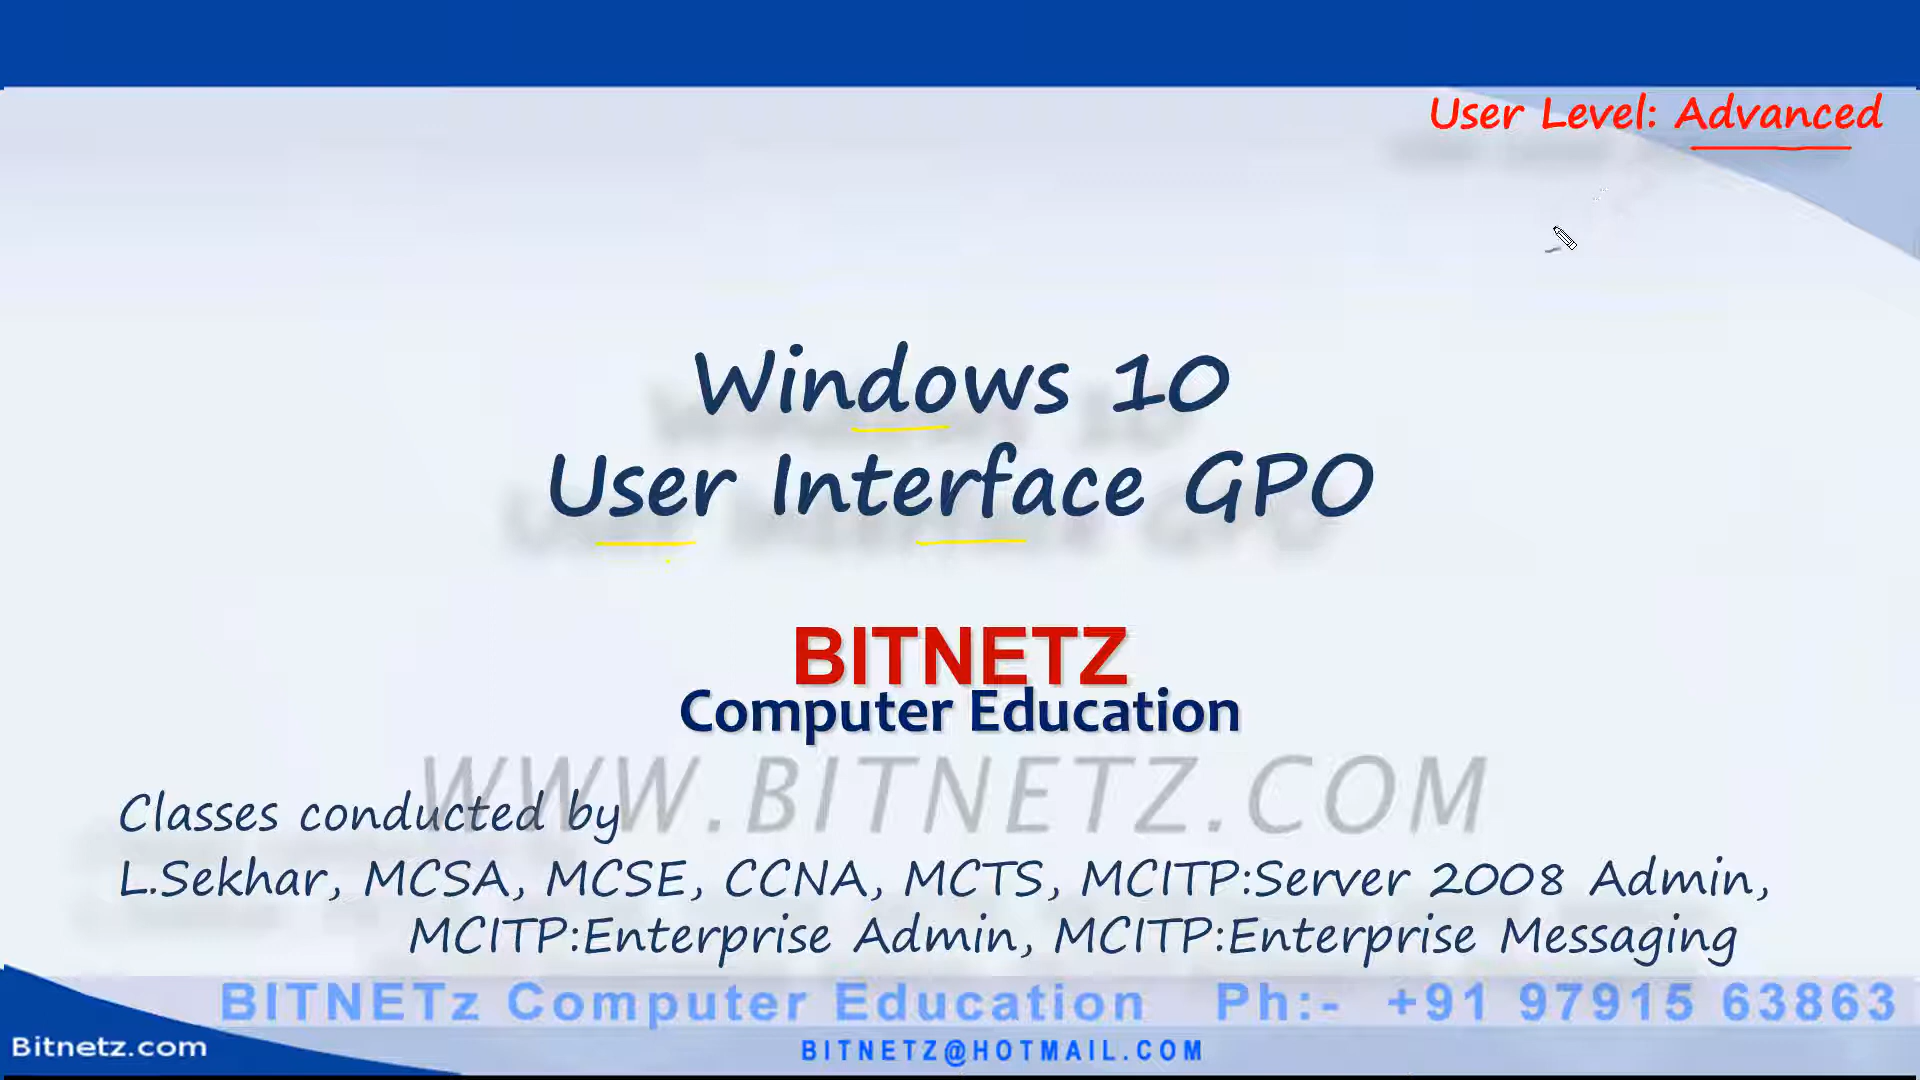 User Level: Advanced
Windows 10
User Interface GPO
BITNETZ
Computer Education
WWW.BITNETZ.COM
Classes conducted by
L.Sekhar, MCSA, MCSE, CCNA, MCTS, MCITP:Server 2008 Admin,
MCITP:Enterprise Admin, MCITP:Enterprise Messaging
BITNETz Computer Education Ph:- +91 97915 63863
Bitnetz.com
BITNETZ@HOTMAIL.COM